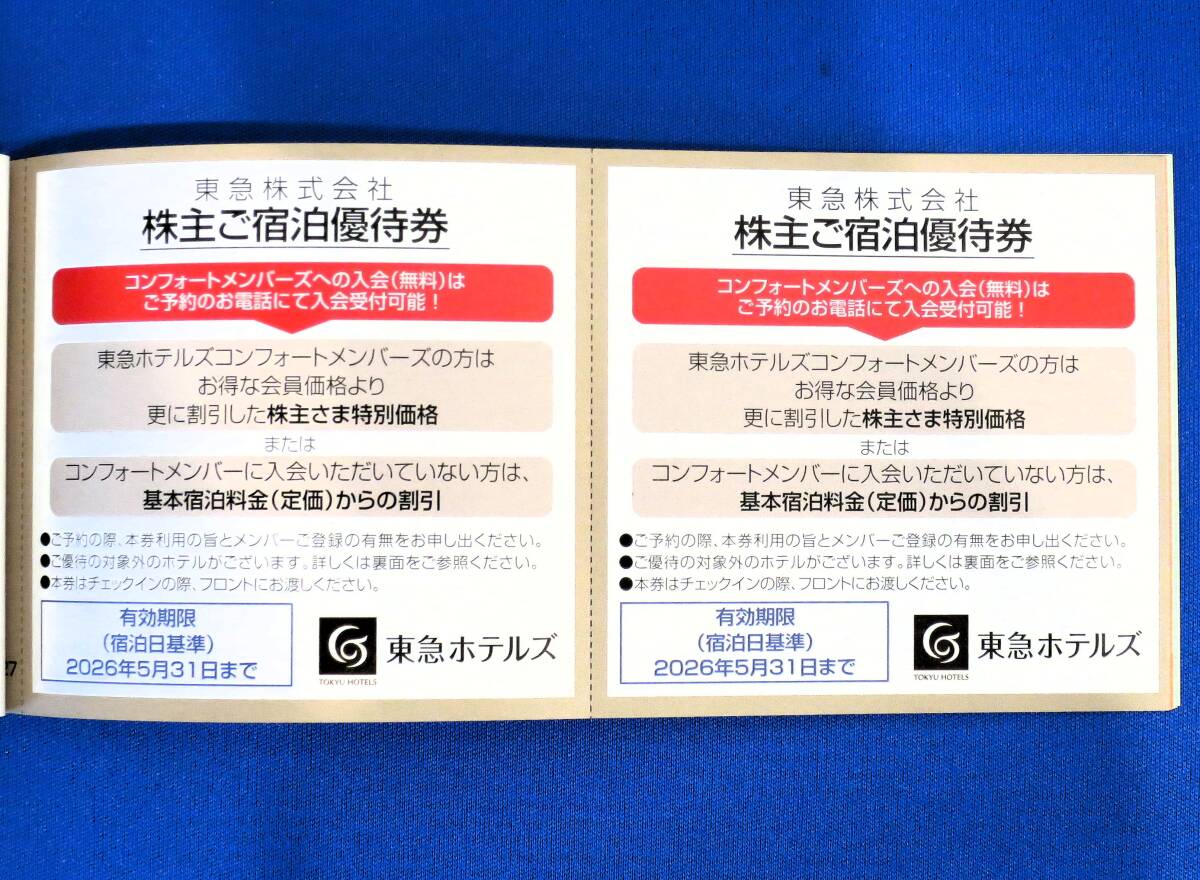 東急株式会社
株主ご宿泊優待券
コンフォートメンバーズへの入会(無料)は
ご予約のお電話にて入会受付可能!
東急ホテルズコンフォートメンバーズの方は
お得な会員価格より
更に割引した株主さま特別価格
または
コンフォートメンバーに入会いただいていない方は、
基本宿泊料金(定価)からの割引
●ご予約の際、本券利用の旨とメンバーご登録の有無をお申し出ください。
●ご優待の対象外のホテルがございます。詳しくは裏面をご参照ください。
●本券はチェックインの際、フロントにお渡しください。
有効期限
(宿泊日基準)
2026年5月31日まで
東急ホテルズ
TOKYU HOTELS
27
東急株式会社
株主ご宿泊優待券
コンフォートメンバーズへの入会(無料)は
ご予約のお電話にて入会受付可能!
東急ホテルズコンフォートメンバーズの方は
お得な会員価格より
更に割引した株主さま特別価格
または
コンフォートメンバーに入会いただいていない方は、
基本宿泊料金(定価)からの割引
●ご予約の際、本券利用の旨とメンバーご登録の有無をお申し出ください。
●ご優待の対象外のホテルがございます。詳しくは裏面をご参照ください。
●本券はチェックインの際、フロントにお渡しください。
有効期限
(宿泊日基準)
2026年5月31日まで
東急ホテルズ
TOKYU HOTELS